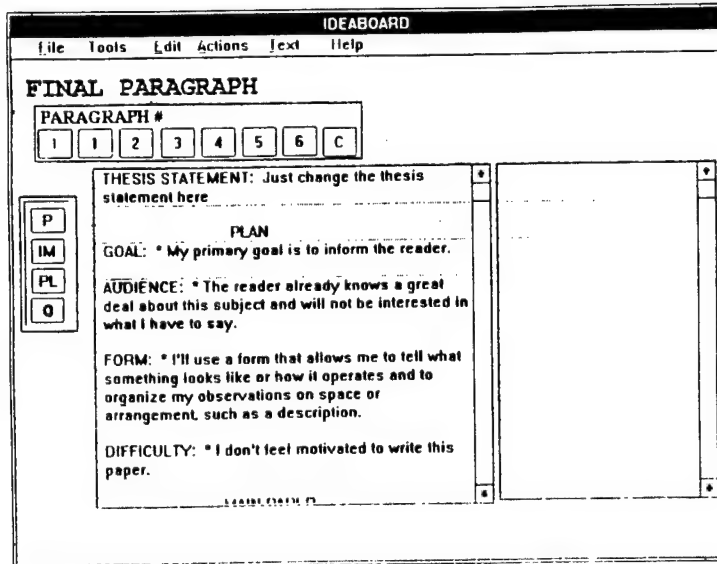 IDEABOARD
File Tools Edit Actions Text Help
FINAL PARAGRAPH
PARAGRAPH #
1 1 2 3 4 5 6 C
THESIS STATEMENT: Just change the thesis
statement here
PLAN
GOAL: * My primary goal is to inform the reader.
AUDIENCE: * The reader already knows a great
deal about this subject and will not be interested in
what I have to say.
FORM: * I'll use a form that allows me to tell what
something looks like or how it operates and to
organize my observations on space or
arrangement, such as a description.
DIFFICULTY: * I don't feel motivated to write this
paper.
P
IM
PL
Q